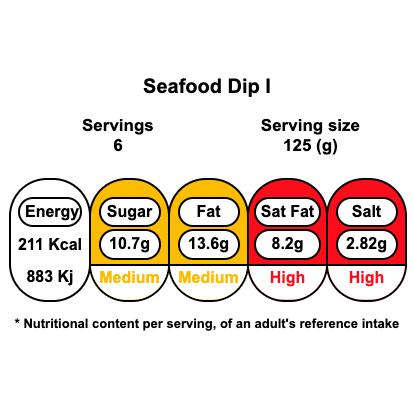 Seafood Dip I
Servings Serving size
6 125 (g)
Energy Sugar Fat Sat Fat Salt
211 Kcal 10.7g 13.6g 8.2g 2.82g
883 Kj Medium Medium High High
* Nutritional content per serving, of an adult's reference intake